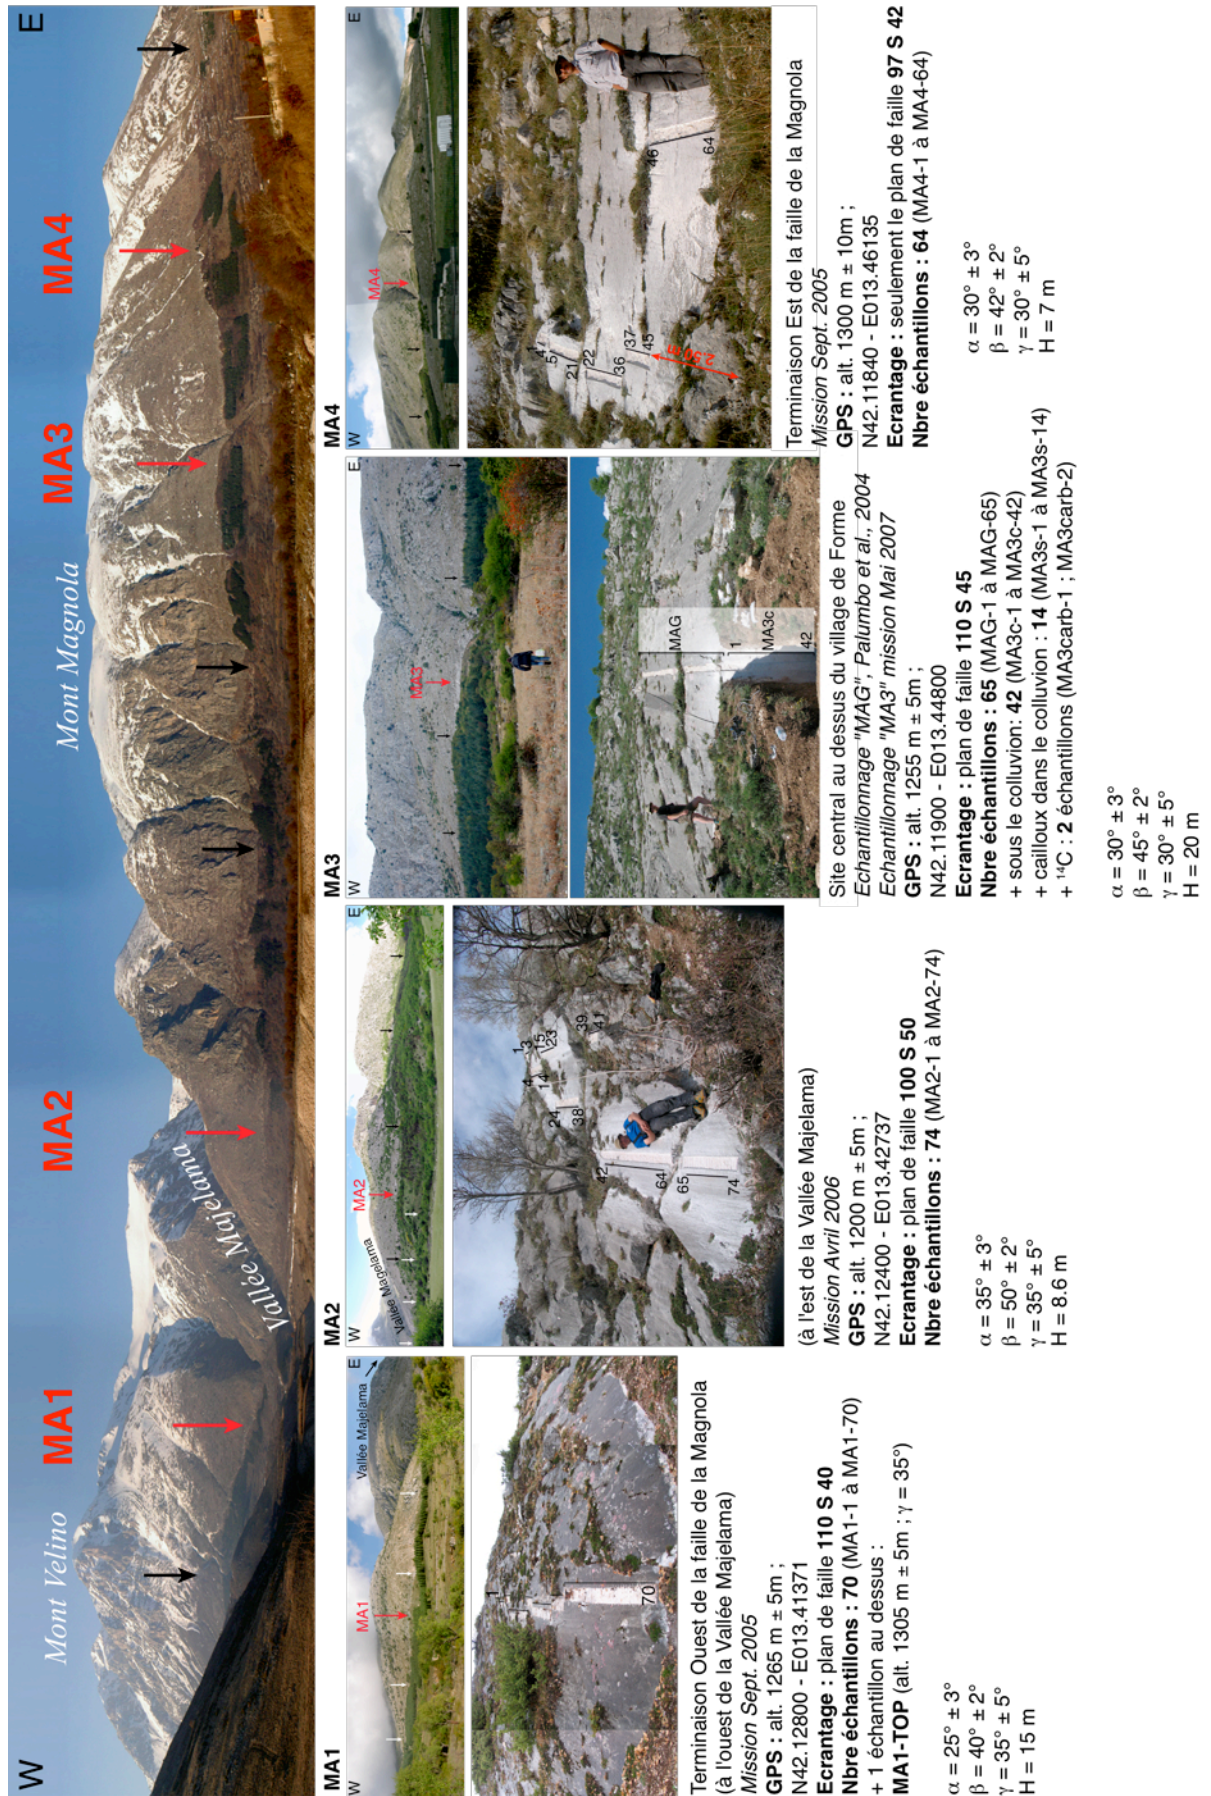 W
E
Mont Velino
MA1
Vallée Majelama
MA2
Mont Magnola
MA3
MA4
MA1
W
E
MA1
Vallée Majelama
1
70
Terminaison Ouest de la faille de la Magnola
(à l'ouest de la Vallée Majelama)
Mission Sept. 2005
GPS : alt. 1265 m ± 5m ;
N42.12800 - E013.41371
Ecrantage : plan de faille 110 S 40
Nbre échantillons : 70 (MA1-1 à MA1-70)
+ 1 échantillon au dessus :
MA1-TOP (alt. 1305 m ± 5m ; γ = 35°)
α = 25° ± 3°
β = 40° ± 2°
γ = 35° ± 5°
H = 15 m
MA2
W
E
MA2
Vallée Magelama
1
3
4
14
15
23
24
38
39
41
42
64
65
74
(à l'est de la Vallée Majelama)
Mission Avril 2006
GPS : alt. 1200 m ± 5m ;
N42.12400 - E013.42737
Ecrantage : plan de faille 100 S 50
Nbre échantillons : 74 (MA2-1 à MA2-74)
α = 35° ± 3°
β = 50° ± 2°
γ = 35° ± 5°
H = 8.6 m
MA3
W
E
MA3
MAG
1
MA3c
42
Site central au dessus du village de Forme
Echantillonnage "MAG", Palumbo et al., 2004
Echantillonnage "MA3" mission Mai 2007
GPS : alt. 1255 m ± 5m ;
N42.11900 - E013.44800
Ecrantage : plan de faille 110 S 45
Nbre échantillons : 65 (MAG-1 à MAG-65)
+ sous le colluvion: 42 (MA3c-1 à MA3c-42)
+ cailloux dans le colluvion : 14 (MA3s-1 à MA3s-14)
+ ¹⁴C : 2 échantillons (MA3carb-1 ; MA3carb-2)
α = 30° ± 3°
β = 45° ± 2°
γ = 30° ± 5°
H = 20 m
MA4
W
E
MA4
1
4
5
21
22
36
37
45
46
64
2.50 m
Terminaison Est de la faille de la Magnola
Mission Sept. 2005
GPS : alt. 1300 m ± 10m ;
N42.11840 - E013.46135
Ecrantage : seulement le plan de faille 97 S 42
Nbre échantillons : 64 (MA4-1 à MA4-64)
α = 30° ± 3°
β = 42° ± 2°
γ = 30° ± 5°
H = 7 m